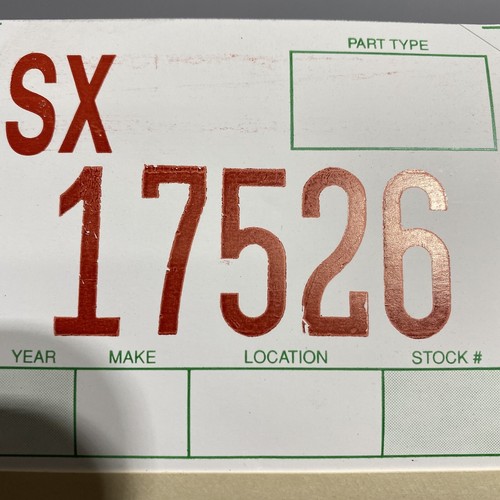 PART TYPE
SX
17526
YEAR MAKE LOCATION STOCK #